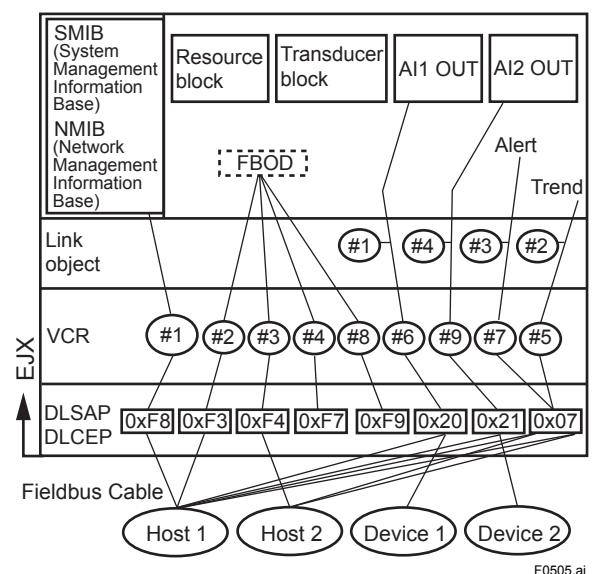 SMIB
(System
Management
Information
Base)
NMIB
(Network
Management
Information
Base)
Resource
block
Transducer
block
AI1 OUT
AI2 OUT
FBOD
Alert
Trend
Link
object
#1
#4
#3
#2
VCR
#1
#2
#3
#4
#8
#6
#9
#7
#5
EJX
DLSAP
DLCEP
0xF8
0xF3
0xF4
0xF7
0xF9
0x20
0x21
0x07
Fieldbus Cable
Host 1
Host 2
Device 1
Device 2
F0505.ai